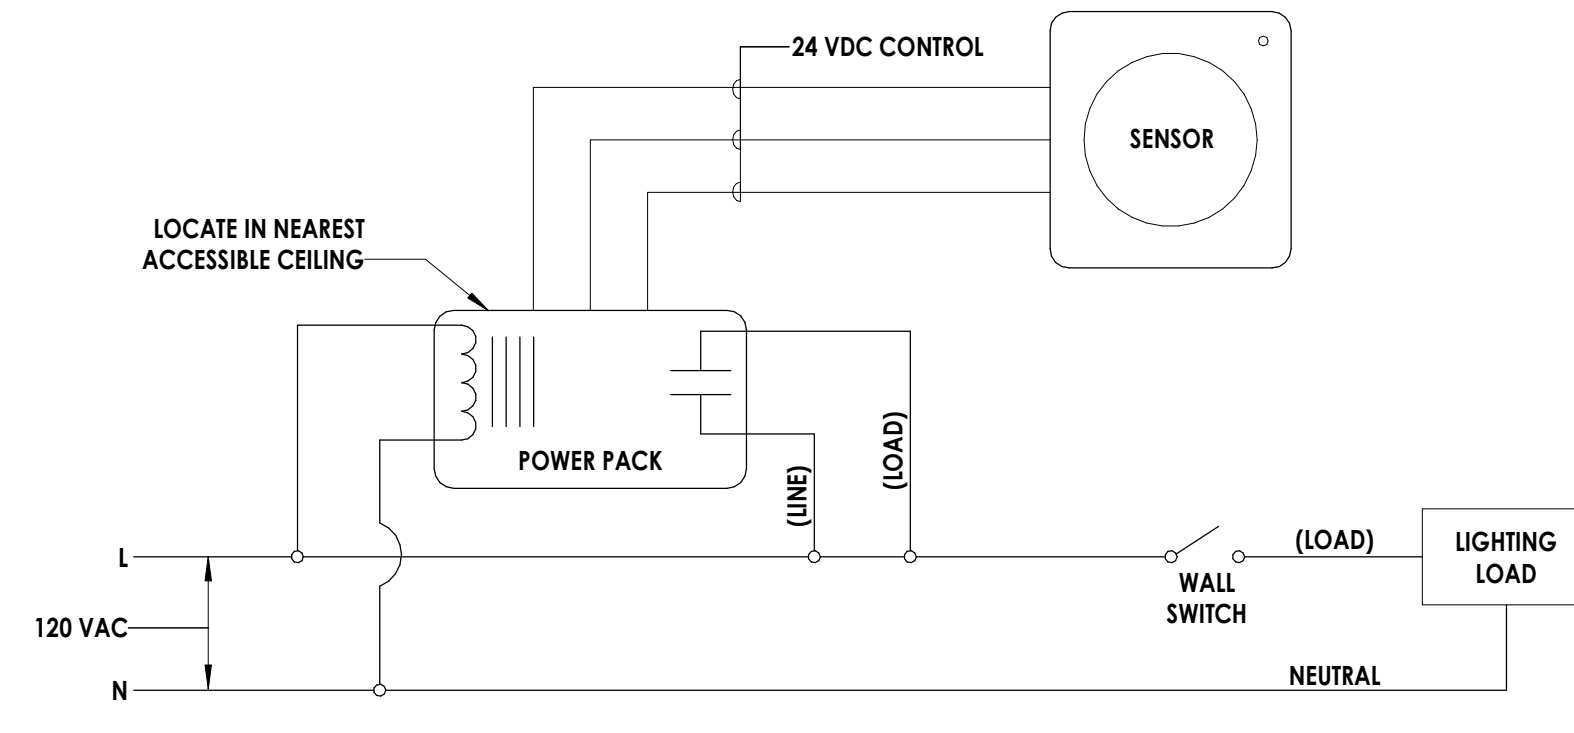 24 VDC CONTROL
SENSOR
LOCATE IN NEAREST
ACCESSIBLE CEILING
POWER PACK
(LINE)
(LOAD)
L
(LOAD)
LIGHTING
LOAD
WALL
SWITCH
120 VAC
N
NEUTRAL